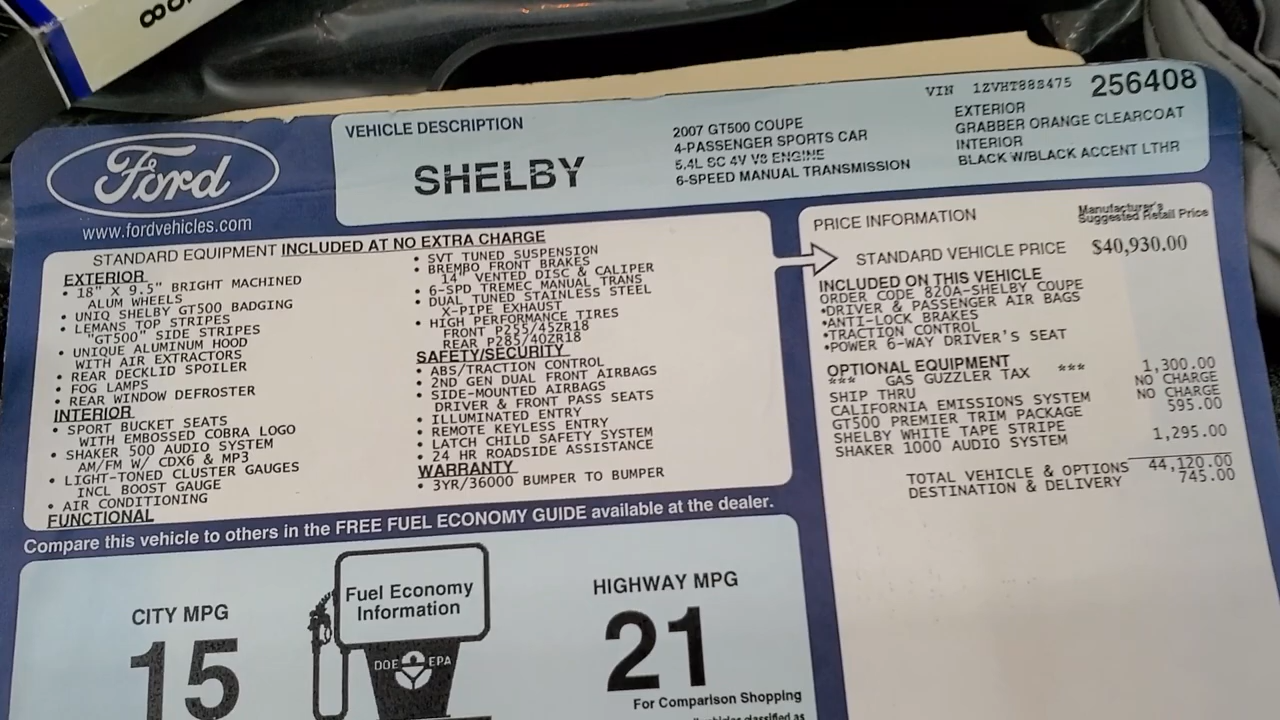 Ford
www.fordvehicles.com
VEHICLE DESCRIPTION
SHELBY
2007 GT500 COUPE
4-PASSENGER SPORTS CAR
5.4L SC 4V V8 ENGINE
6-SPEED MANUAL TRANSMISSION
VIN 1ZVHT88S475 256408
EXTERIOR
GRABBER ORANGE CLEARCOAT
INTERIOR
BLACK W/BLACK ACCENT LTHR
STANDARD EQUIPMENT INCLUDED AT NO EXTRA CHARGE
EXTERIOR
• 18" X 9.5" BRIGHT MACHINED
ALUM WHEELS
• UNIQ SHELBY GT500 BADGING
• LEMANS TOP STRIPES
"GT500" SIDE STRIPES
• UNIQUE ALUMINUM HOOD
WITH AIR EXTRACTORS
• REAR DECKLID SPOILER
• FOG LAMPS
• REAR WINDOW DEFROSTER
INTERIOR
• SPORT BUCKET SEATS
WITH EMBOSSED COBRA LOGO
• SHAKER 500 AUDIO SYSTEM
AM/FM W/ CDX6 & MP3
• LIGHT-TONED CLUSTER GAUGES
INCL BOOST GAUGE
• AIR CONDITIONING
FUNCTIONAL
• SVT TUNED SUSPENSION
• BREMBO FRONT BRAKES
14" VENTED DISC & CALIPER
• 6-SPD TREMEC MANUAL TRANS
• DUAL TUNED STAINLESS STEEL
X-PIPE EXHAUST
• HIGH PERFORMANCE TIRES
FRONT P255/45ZR18
REAR P285/40ZR18
SAFETY/SECURITY
• ABS/TRACTION CONTROL
• 2ND GEN DUAL FRONT AIRBAGS
• SIDE-MOUNTED AIRBAGS
DRIVER & FRONT PASS SEATS
• ILLUMINATED ENTRY
• REMOTE KEYLESS ENTRY
• LATCH CHILD SAFETY SYSTEM
• 24 HR ROADSIDE ASSISTANCE
WARRANTY
• 3YR/36000 BUMPER TO BUMPER
PRICE INFORMATION
Manufacturer's
Suggested Retail Price
STANDARD VEHICLE PRICE $40,930.00
INCLUDED ON THIS VEHICLE
ORDER CODE 820A-SHELBY COUPE
•DRIVER & PASSENGER AIR BAGS
•ANTI-LOCK BRAKES
•TRACTION CONTROL
•POWER 6-WAY DRIVER'S SEAT
OPTIONAL EQUIPMENT
*** GAS GUZZLER TAX *** 1,300.00
SHIP THRU NO CHARGE
CALIFORNIA EMISSIONS SYSTEM NO CHARGE
GT500 PREMIER TRIM PACKAGE 595.00
SHELBY WHITE TAPE STRIPE
SHAKER 1000 AUDIO SYSTEM 1,295.00
TOTAL VEHICLE & OPTIONS 44,120.00
DESTINATION & DELIVERY 745.00
Compare this vehicle to others in the FREE FUEL ECONOMY GUIDE available at the dealer.
CITY MPG
15
Fuel Economy
Information
DOE EPA
HIGHWAY MPG
21
For Comparison Shopping